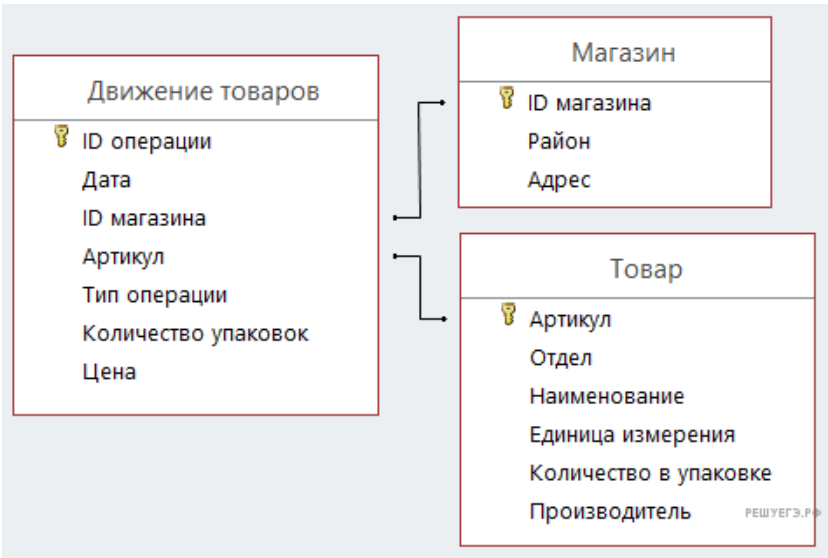 Движение товаров
ID операции
Дата
ID магазина
Артикул
Тип операции
Количество упаковок
Цена
Магазин
ID магазина
Район
Адрес
Товар
Артикул
Отдел
Наименование
Единица измерения
Количество в упаковке
Производитель
РЕШУЕГЭ.РФ